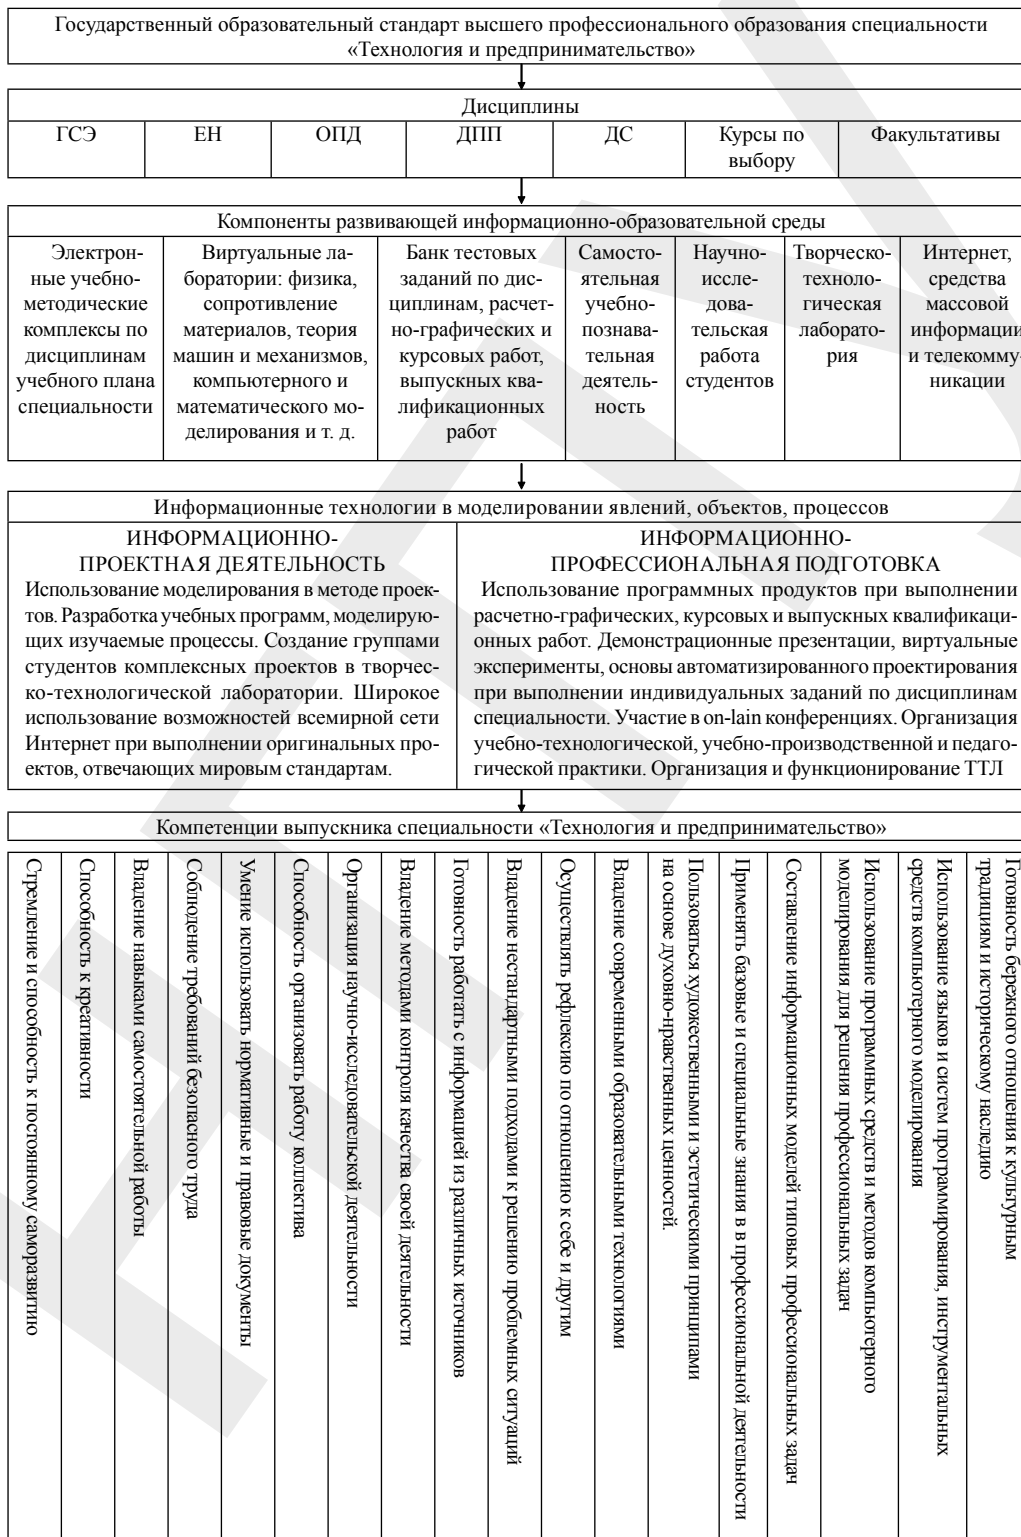 Государственный образовательный стандарт высшего профессионального образования специальности
«Технология и предпринимательство»
Дисциплины
ГСЭ
ЕН
ОПД
ДПП
ДС
Курсы по
выбору
Факультативы
Компоненты развивающей информационно-образовательной среды
Электрон-
ные учебно-
методические
комплексы по
дисциплинам
учебного плана
специальности
Виртуальные ла-
боратории: физика,
сопротивление
материалов, теория
машин и механизмов,
компьютерного и
математического мо-
делирования и т. д.
Банк тестовых
заданий по дис-
циплинам, расчет-
но-графических и
курсовых работ,
выпускных ква-
лификационных
работ
Самосто-
ятельная
учебно-
познава-
тельная
деятель-
ность
Научно-
иссле-
дова-
тельская
работа
студентов
Творческо-
техноло-
гическая
лаборато-
рия
Интернет,
средства
массовой
информации
и телекомму-
никации
Информационные технологии в моделировании явлений, объектов, процессов
ИНФОРМАЦИОННО-
ПРОЕКТНАЯ ДЕЯТЕЛЬНОСТЬ
Использование моделирования в методе проек-
тов. Разработка учебных программ, моделирую-
щих изучаемые процессы. Создание группами
студентов комплексных проектов в творчес-
ко-технологической лаборатории. Широкое
использование возможностей всемирной сети
Интернет при выполнении оригинальных про-
ектов, отвечающих мировым стандартам.
ИНФОРМАЦИОННО-
ПРОФЕССИОНАЛЬНАЯ ПОДГОТОВКА
Использование программных продуктов при выполнении
расчетно-графических, курсовых и выпускных квалификаци-
онных работ. Демонстрационные презентации, виртуальные
эксперименты, основы автоматизированного проектирования
при выполнении индивидуальных заданий по дисциплинам
специальности. Участие в on-lain конференциях. Организация
учебно-технологической, учебно-производственной и педаго-
гической практики. Организация и функционирование ТТЛ
Компетенции выпускника специальности «Технология и предпринимательство»
Стремление и способность к постоянному саморазвитию
Способность к креативности
Владение навыками самостоятельной работы
Соблюдение требований безопасного труда
Умение использовать нормативные и правовые документы
Способность организовать работу коллектива
Организация научно-исследовательской деятельности
Владение методами контроля качества своей деятельности
Готовность работать с информацией из различных источников
Владение нестандартными подходами к решению проблемных ситуаций
Осуществлять рефлексию по отношению к себе и другим
Владение современными образовательными технологиями
Пользоваться художественными и эстетическими принципами
на основе духовно-нравственных ценностей.
Применять базовые и специальные знания в профессиональной деятельности
Составление информационных моделей типовых профессиональных задач
Использование программных средств и методов компьютерного
моделирования для решения профессиональных задач
Использование языков и систем программирования, инструментальных
средств компьютерного моделирования
Готовность бережного отношения к культурным
традициям и историческому наследию
НГПУ